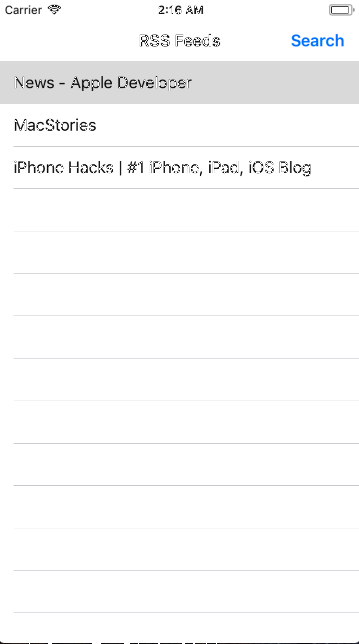 Carrier 2:16 AM
RSS Feeds Search
News - Apple Developer
MacStories
iPhone Hacks | #1 iPhone, iPad, iOS Blog